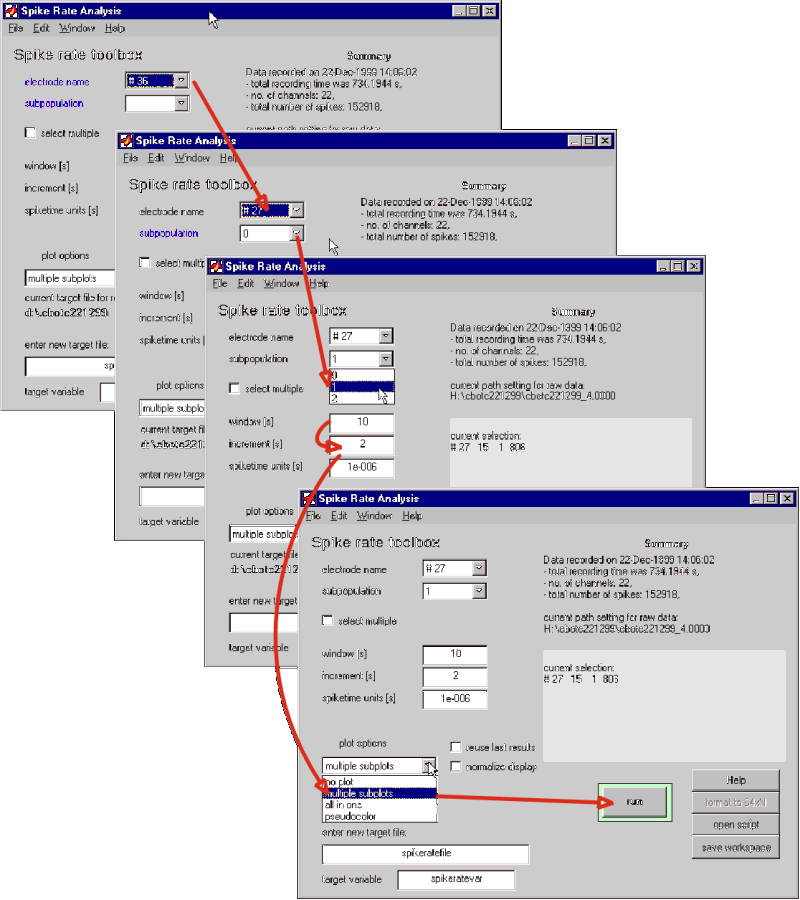 Spike Rate Analysis
File Edit Window Help
Spike rate toolbox
Summary
electrode name
# 36
Data recorded on 22-Dec-1999 14:06:02
- total recording time was 734.1944 s,
- no. of channels: 22,
- total number of spikes: 152918,
subpopulation
select multiple
current path setting for raw data:
window [s]
increment [s]
spiketime units [s]
plot options
multiple subplots
current target file for r
enter new target file:
sp
target variable
Spike Rate Analysis
File Edit Window Help
Spike rate toolbox
Summary
electrode name
# 27
Data recorded on 22-Dec-1999 14:06:02
- total recording time was 734.1944 s,
- no. of channels: 22,
- total number of spikes: 152918,
subpopulation
0
select multip
window [s]
increment [s]
spiketime units [s]
plot options
multiple subplots
current target file
enter new targe
target variable
Spike Rate Analysis
File Edit Window Help
Spike rate toolbox
Summary
electrode name
# 27
Data recorded on 22-Dec-1999 14:06:02
- total recording time was 734.1944 s,
- no. of channels: 22,
- total number of spikes: 152918,
subpopulation
1
0
1
2
select multiple
current path setting for raw data:
H:\cbotc221299\cbotc221299_4.0000
window [s]
10
increment [s]
2
spiketime units [s]
1e-006
current selection:
# 27 15 1 806
plot options
multiple subplo
current target file
enter new target
target variable
Spike Rate Analysis
File Edit Window Help
Spike rate toolbox
Summary
electrode name
# 27
Data recorded on 22-Dec-1999 14:06:02
- total recording time was 734.1944 s,
- no. of channels: 22,
- total number of spikes: 152918,
subpopulation
1
select multiple
current path setting for raw data:
H:\cbotc221299\cbotc221299_4.0000
window [s]
10
increment [s]
2
spiketime units [s]
1e-006
current selection:
# 27 15 1 806
plot options
reuse last results
multiple subplots
normalize display
no plot
multiple subplots
all in one
pseudocolor
run
Help
format to S4KN
open script
save workspace
enter new target file:
spikeratefile
target variable
spikeratevar